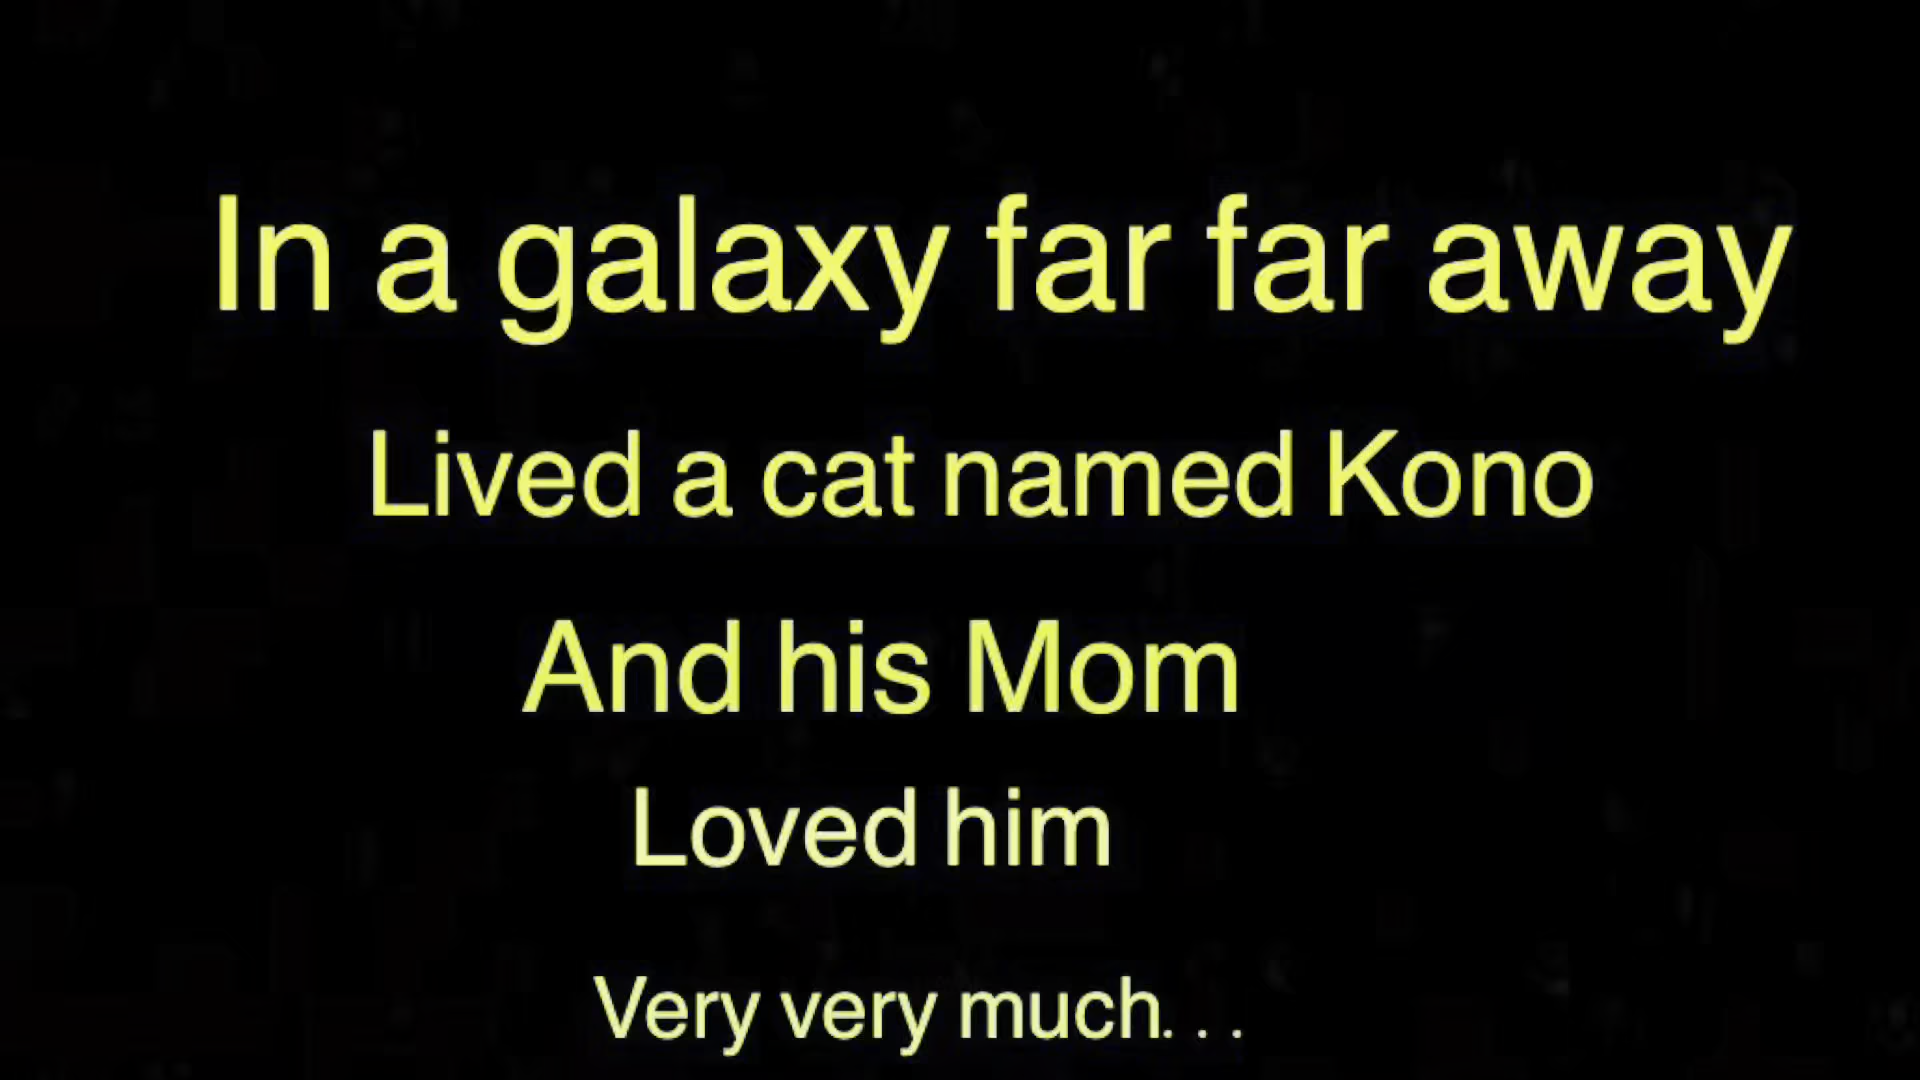 In a galaxy far far away
Lived a cat named Kono
And his Mom
Loved him
Very very much. . .